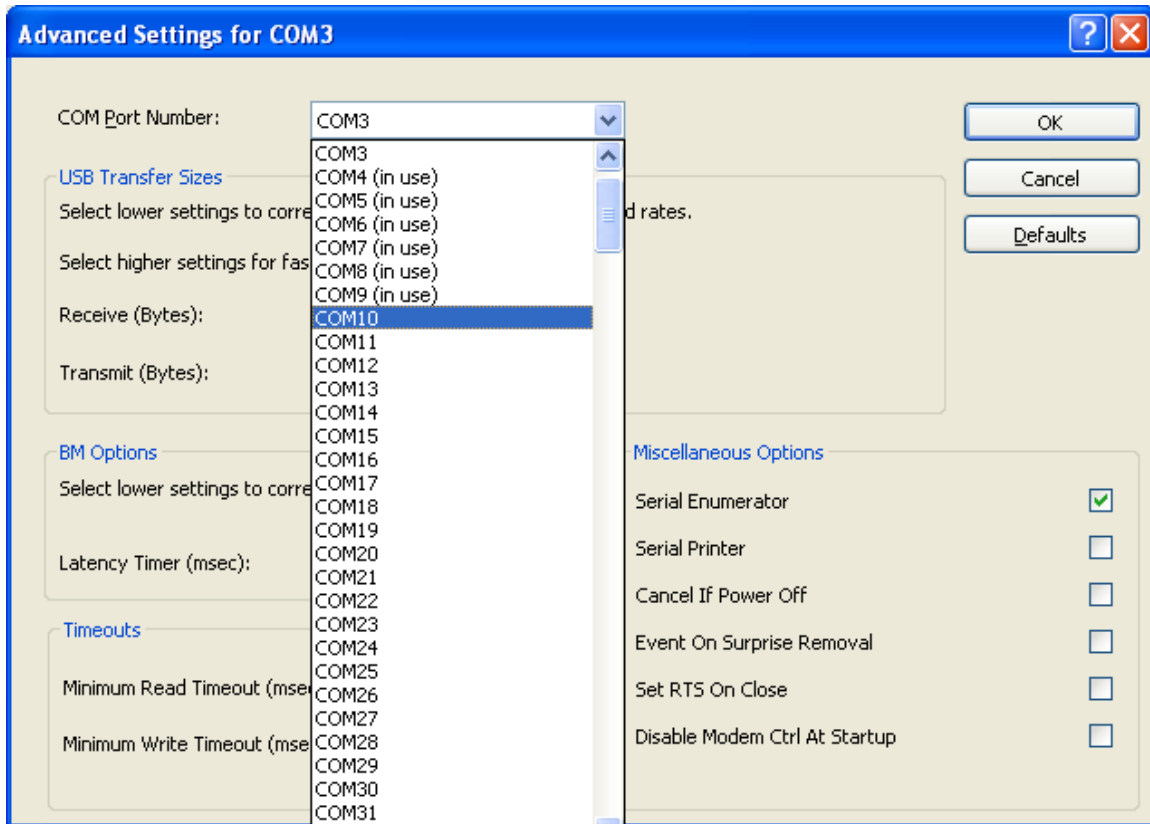 Advanced Settings for COM3
COM Port Number:
COM3
OK
Cancel
Defaults
COM3
COM4 (in use)
COM5 (in use)
COM6 (in use)
COM7 (in use)
COM8 (in use)
COM9 (in use)
COM10
COM11
COM12
COM13
COM14
COM15
COM16
COM17
COM18
COM19
COM20
COM21
COM22
COM23
COM24
COM25
COM26
COM27
COM28
COM29
COM30
COM31
USB Transfer Sizes
Select lower settings to corre d rates.
Select higher settings for fas
Receive (Bytes):
Transmit (Bytes):
BM Options
Select lower settings to corre
Latency Timer (msec):
Timeouts
Minimum Read Timeout (mse
Minimum Write Timeout (mse
Miscellaneous Options
Serial Enumerator
Serial Printer
Cancel If Power Off
Event On Surprise Removal
Set RTS On Close
Disable Modem Ctrl At Startup